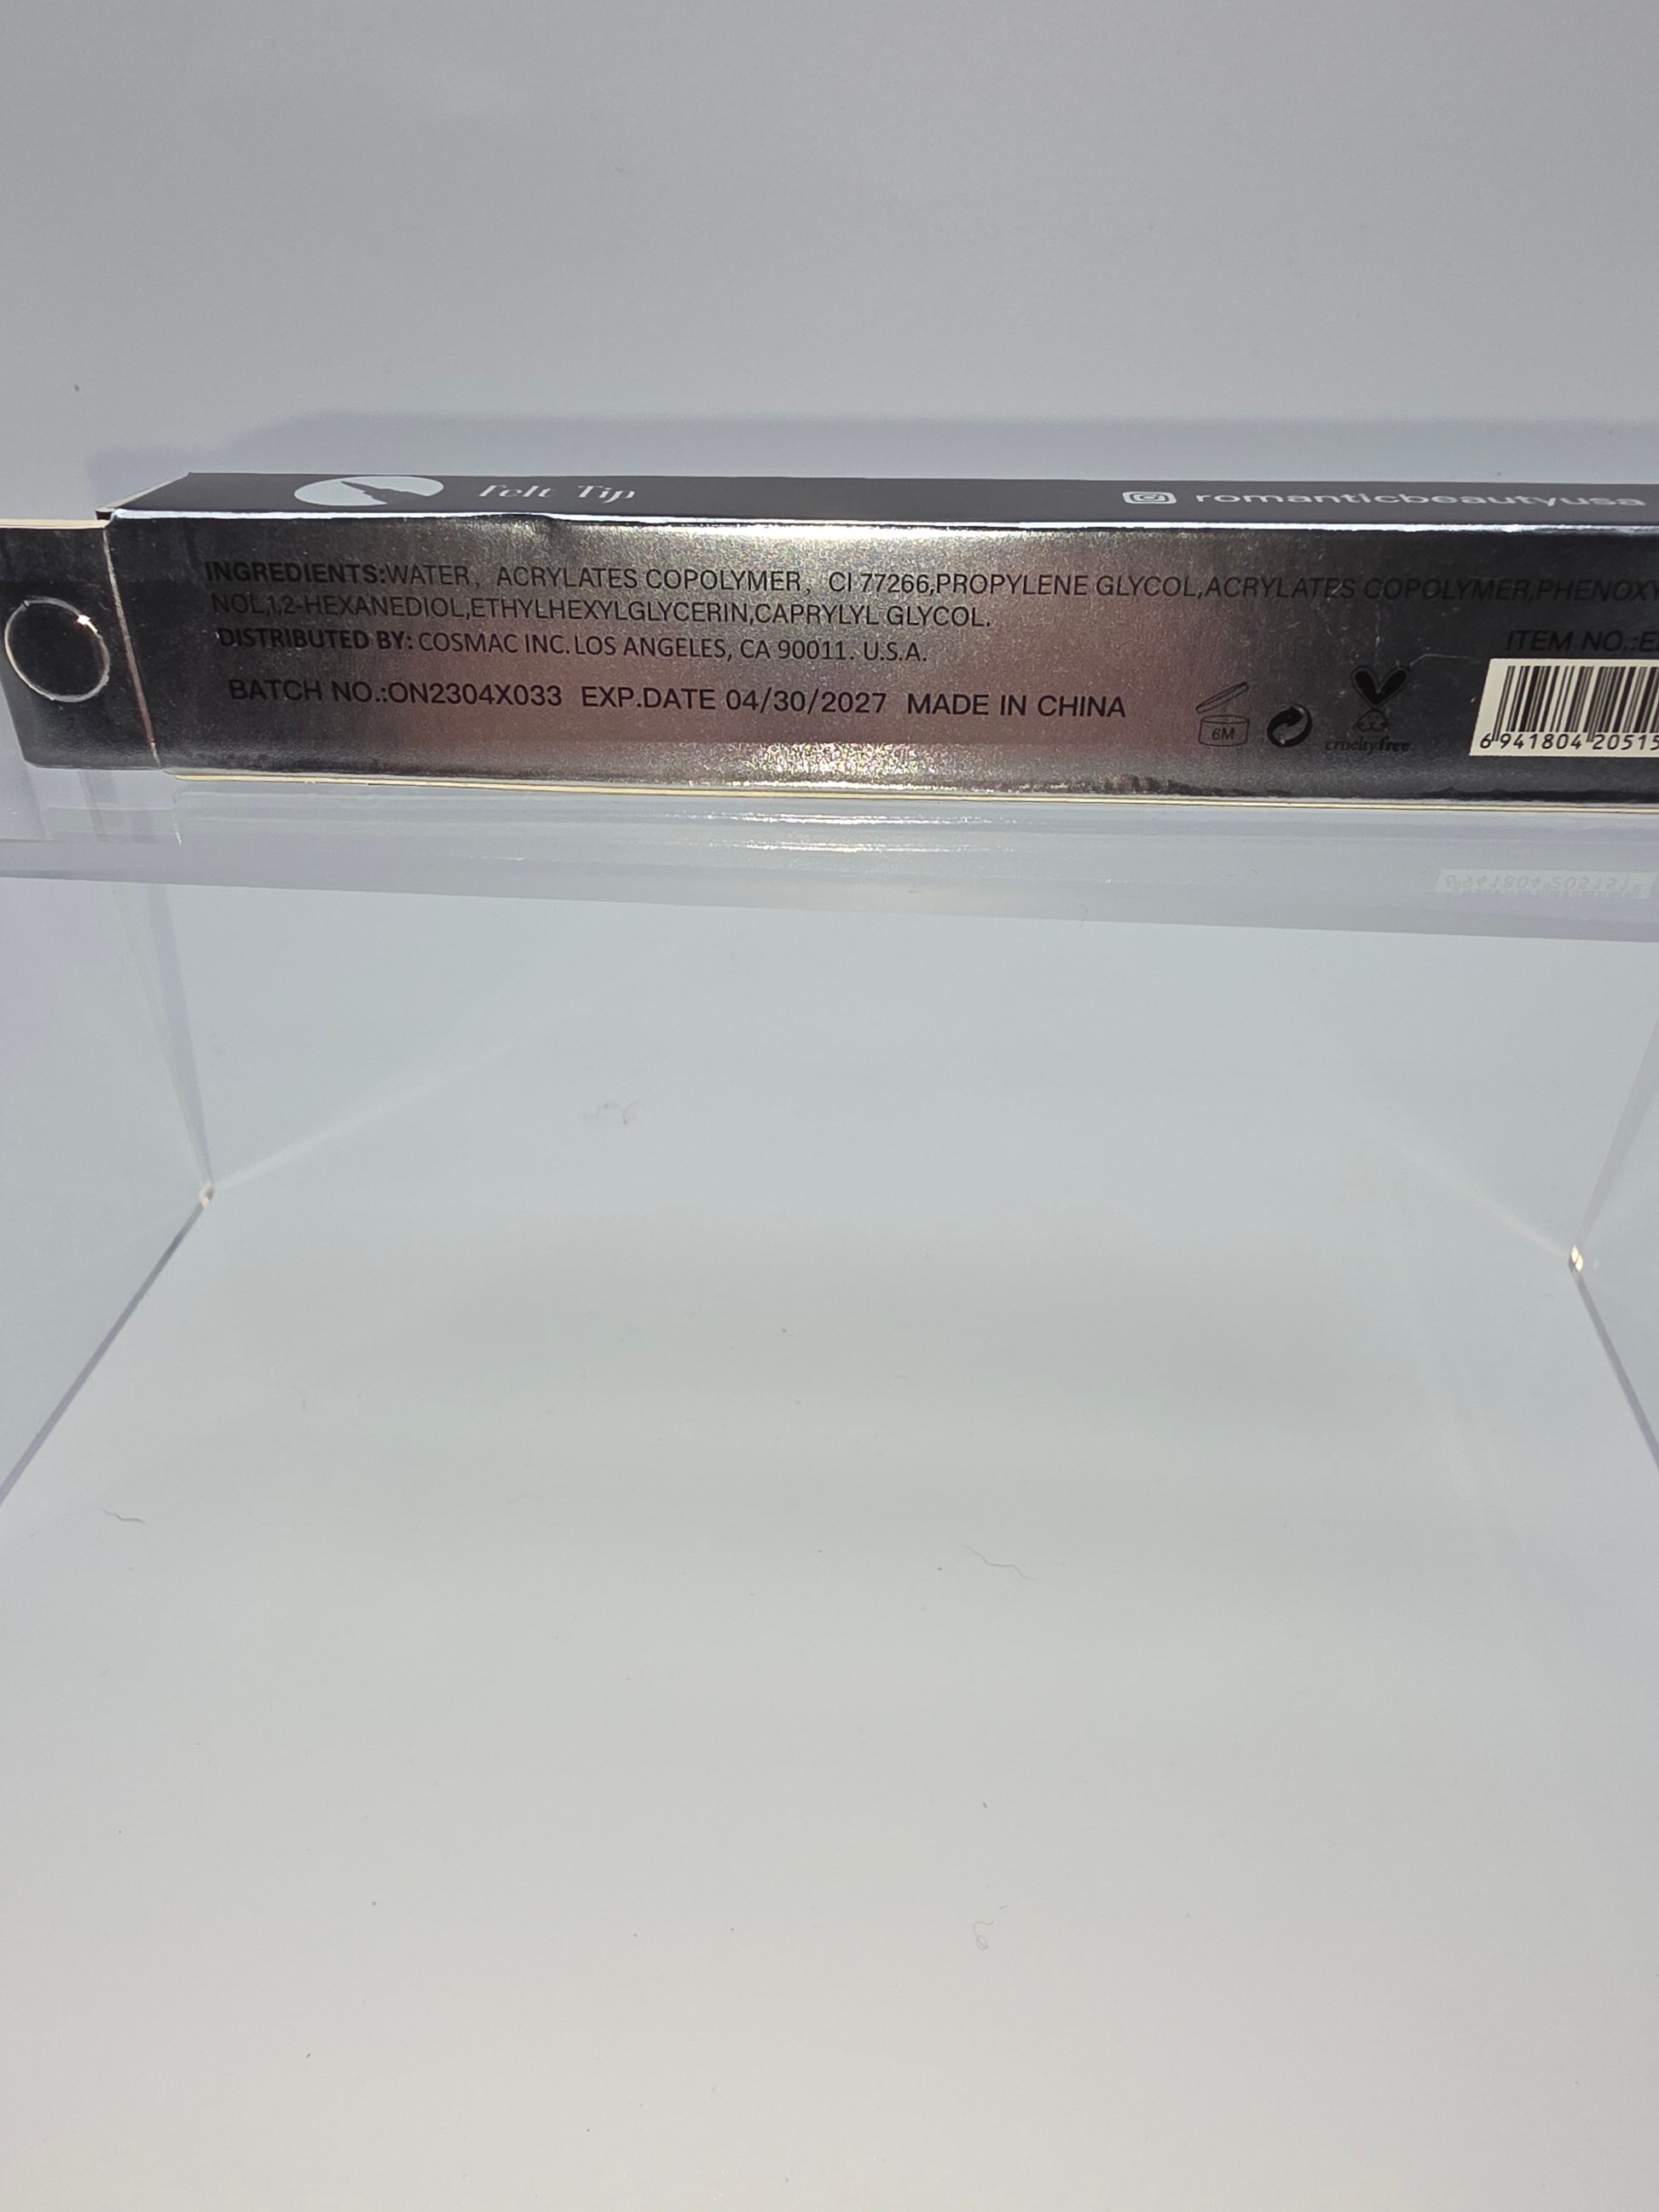 Felt Tip
romanticbeautyusa
INGREDIENTS:WATER, ACRYLATES COPOLYMER, CI 77266,PROPYLENE GLYCOL,ACRYLATES COPOLYMER,PHENOXY
NOL,1,2-HEXANEDIOL,ETHYLHEXYLGLYCERIN,CAPRYLYL GLYCOL.
DISTRIBUTED BY: COSMAC INC. LOS ANGELES, CA 90011. U.S.A.
ITEM NO.:
BATCH NO.:ON2304X033 EXP.DATE 04/30/2027 MADE IN CHINA
6M
crueltyfree
6 941804 20515